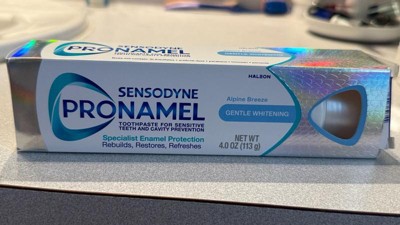 SENSODYNE
PRONAMEL
HALEON
SENSODYNE
PRONAMEL
TOOTHPASTE FOR SENSITIVE
TEETH AND CAVITY PREVENTION
Specialist Enamel Protection
Rebuilds, Restores, Refreshes
Alpine Breeze
GENTLE WHITENING
NET WT
4.0 OZ (113 g)